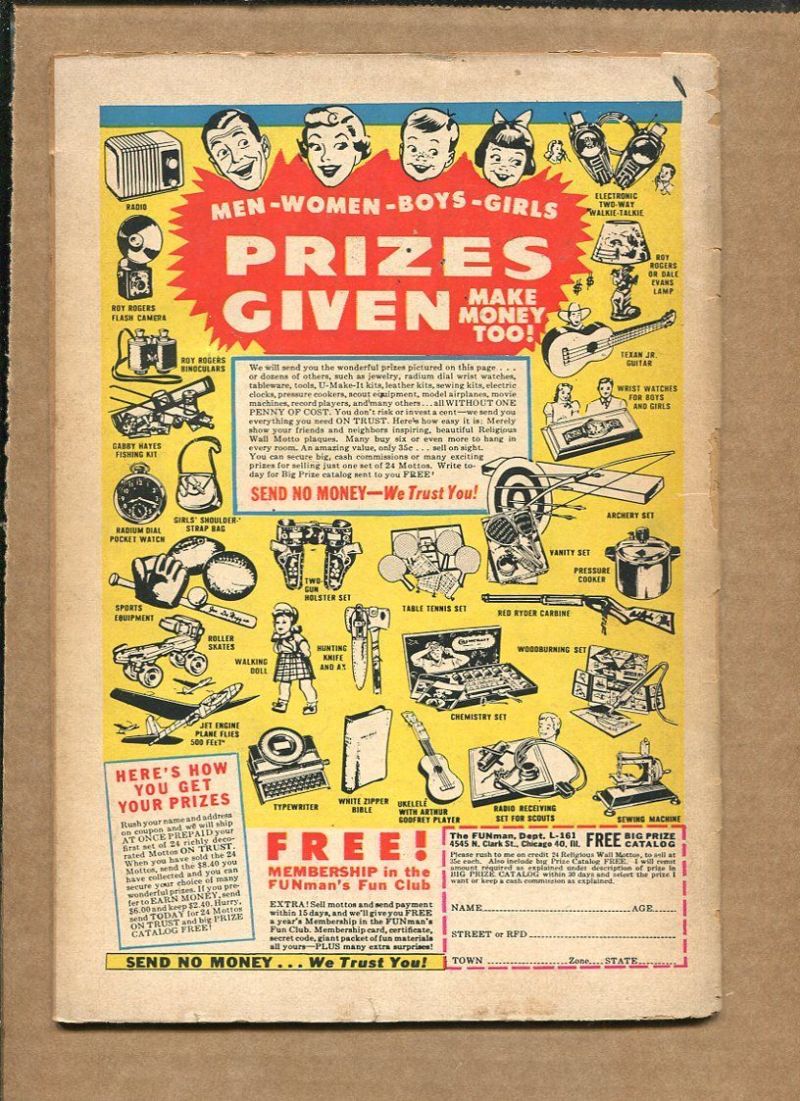 MEN-WOMEN-BOYS-GIRLS
PRIZES
GIVEN
MAKE
MONEY
TOO!
RADIO
ELECTRONIC
TWO-WAY
WALKIE-TALKIE
ROY ROGERS
FLASH CAMERA
ROY
ROGERS
OR DALE
EVANS
LAMP
ROY ROGERS
BINOCULARS
TEXAN JR.
GUITAR
WRIST WATCHES
FOR BOYS
AND GIRLS
GABBY HAYES
FISHING KIT
We will send you the wonderful prizes pictured on this page . . .
or dozens of others, such as jewelry, radium dial wrist watches,
tableware, tools, U-Make-It kits, leather kits, sewing kits, electric
clocks, pressure cookers, scout equipment, model airplanes, movie
machines, record players, and many others . . . all WITHOUT ONE
PENNY OF COST. You don't risk or invest a cent—we send you
everything you need ON TRUST. Here's how easy it is: Merely
show your friends and neighbors inspiring, beautiful Religious
Wall Motto plaques. Many buy six or even more to hang in
every room. An amazing value, only 35c . . . sell on sight.
You can secure big, cash commissions or many exciting
prizes for selling just one set of 24 Mottos. Write to-
day for Big Prize catalog sent to you FREE!
SEND NO MONEY—We Trust You!
RADIUM DIAL
POCKET WATCH
GIRLS' SHOULDER-
STRAP BAG
ARCHERY SET
TWO-
GUN
HOLSTER SET
TABLE TENNIS SET
VANITY SET
PRESSURE
COOKER
SPORTS
EQUIPMENT
RED RYDER CARBINE
ROLLER
SKATES
WALKING
DOLL
HUNTING
KNIFE
AND AX
CHEMISTRY SET
WOODBURNING SET
JET ENGINE
PLANE FLIES
500 FEET
TYPEWRITER
WHITE ZIPPER
BIBLE
UKELELE
WITH ARTHUR
GODFREY PLAYER
RADIO RECEIVING
SET FOR SCOUTS
SEWING MACHINE
HERE'S HOW
YOU GET
YOUR PRIZES
Rush your name and address
on coupon and we will ship
AT ONCE PREPAID your
first set of 24 richly deco-
rated Mottos ON TRUST.
When you have sold the 24
Mottos, send the $8.40 you
have collected and you can
secure your choice of many
wonderful prizes. If you pre-
fer to EARN MONEY, send
$6.00 and keep $2.40. Hurry,
send TODAY for 24 Mottos
ON TRUST and big PRIZE
CATALOG FREE!
FREE!
MEMBERSHIP in the
FUNman's Fun Club
EXTRA! Sell mottos and send payment
within 15 days, and we'll give you FREE
a year's Membership in the FUNman's
Fun Club. Membership card, certificate,
secret code, giant packet of fun materials
all yours—PLUS many extra surprises!
SEND NO MONEY . . . We Trust You!
The FUNman, Dept. L-161
4545 N. Clark St., Chicago 40, Ill.
FREE BIG PRIZE
CATALOG
Please rush to me on credit 24 Religious Wall Mottos, to sell at
35c each. Also include big Prize Catalog FREE. I will remit
amount required as explained under description of prize in
BIG PRIZE CATALOG within 30 days and select the prize I
want or keep a cash commission as explained.
NAME AGE
STREET or RFD
TOWN Zone STATE